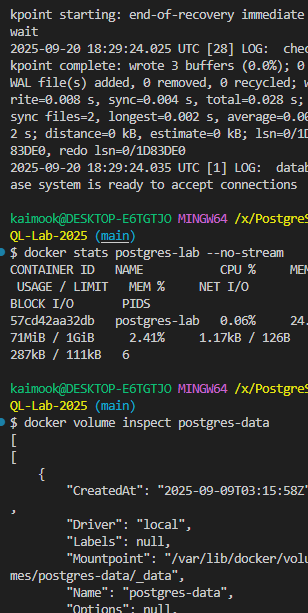 kpoint starting: end-of-recovery immediate
wait
2025-09-20 18:29:24.025 UTC [28] LOG:  chec
kpoint complete: wrote 3 buffers (0.0%); 0
WAL file(s) added, 0 removed, 0 recycled; w
rite=0.008 s, sync=0.004 s, total=0.028 s;
sync files=2, longest=0.002 s, average=0.00
2 s; distance=0 kB, estimate=0 kB; lsn=0/1D
83DE0, redo lsn=0/1D83DE0
2025-09-20 18:29:24.035 UTC [1] LOG:  datab
ase system is ready to accept connections
kaimook@DESKTOP-E6TGTJO MINGW64 /x/PostgreS
QL-Lab-2025 (main)
$ docker stats postgres-lab --no-stream
CONTAINER ID   NAME           CPU %     MEM
 USAGE / LIMIT   MEM %     NET I/O
BLOCK I/O        PIDS
57cd42aa32db   postgres-lab   0.06%     24.
71MiB / 1GiB     2.41%     1.17kB / 126B
287kB / 111kB   6
kaimook@DESKTOP-E6TGTJO MINGW64 /x/PostgreS
QL-Lab-2025 (main)
$ docker volume inspect postgres-data
[
[
    {
        "CreatedAt": "2025-09-09T03:15:58Z"
,
        "Driver": "local",
        "Labels": null,
        "Mountpoint": "/var/lib/docker/volu
mes/postgres-data/_data",
        "Name": "postgres-data",
        "Options": null,